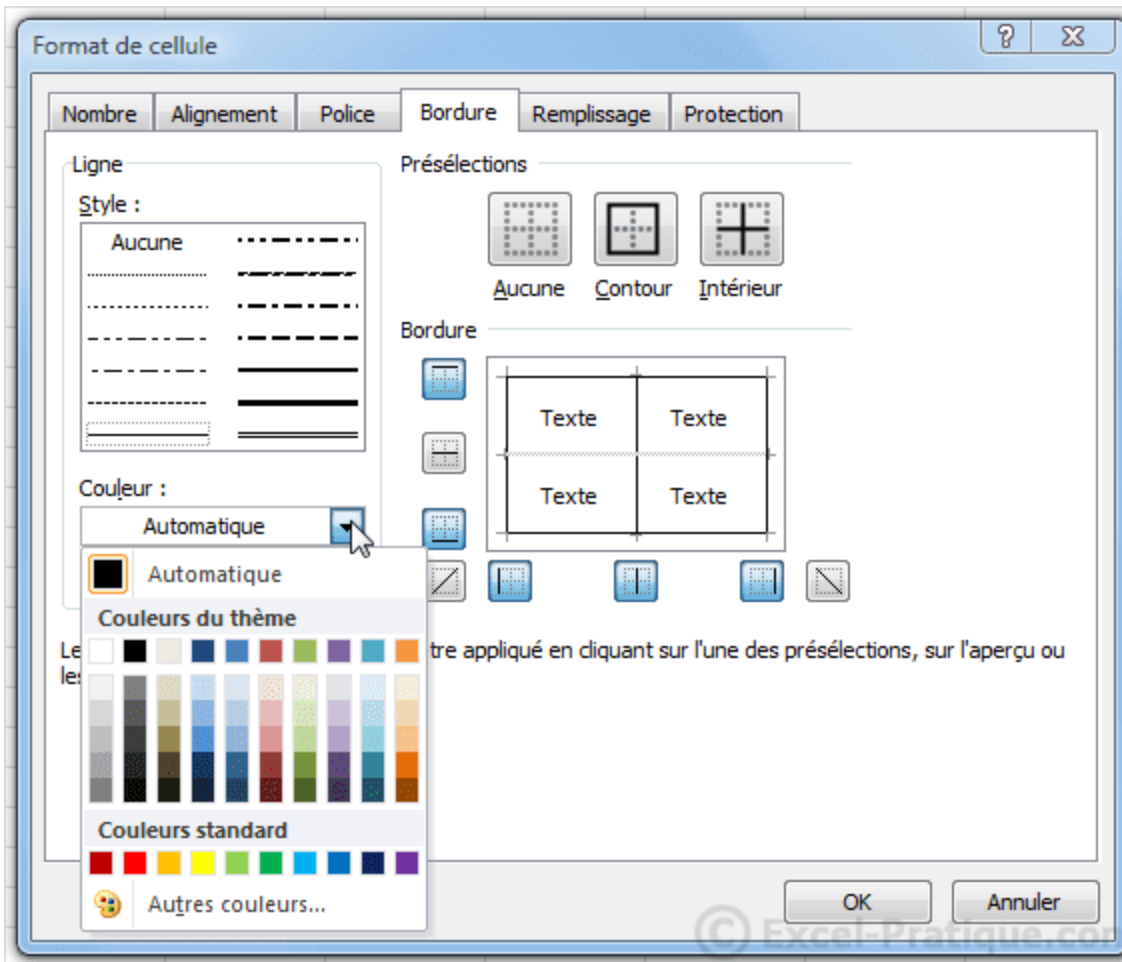 Format de cellule
Nombre Alignement Police Bordure Remplissage Protection
Ligne
Style :
Aucune
Couleur :
Automatique
Automatique
Couleurs du thème
Couleurs standard
Autres couleurs...
Présélections
Aucune Contour Intérieur
Bordure
Texte Texte
Texte Texte
Le tre appliqué en cliquant sur l'une des présélections, sur l'aperçu ou
les
OK Annuler
© Excel-Pratique.com